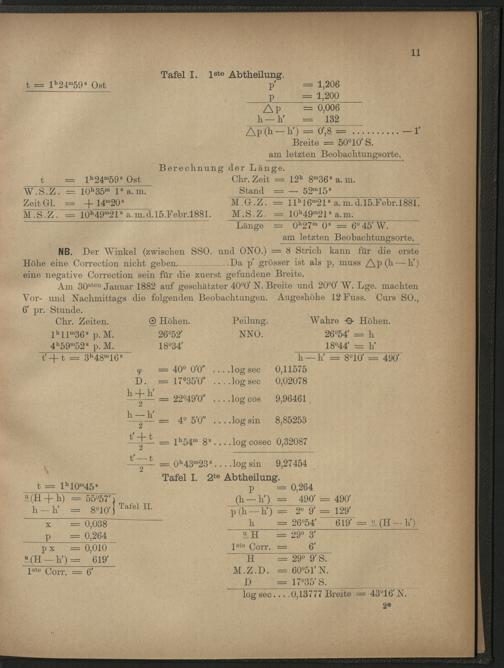 11
Tafel I. 1ste Abtheilung.
t = 1h24m59s Ost
p' = 1,206
p = 1,200
△p = 0,006
h — h' = 132
△p (h — h') = 0',8 = .......... — 1'
Breite = 50°10' S.
am letzten Beobachtungsorte.
Berechnung der Länge.
t = 1h24m59s Ost
W.S.Z. = 10h35m 1s a. m.
Zeit Gl. + 14m20s
M.S.Z. = 10h49m21s a. m. d. 15. Febr. 1881.
Chr. Zeit = 12h 8m36s a. m.
Stand = — 52m15s
M.G.Z. = 11h16m21s a. m. d. 15. Febr. 1881.
M.S.Z. = 10h49m21s a. m.
Länge = 0h27m 0s = 6°45' W.
am letzten Beobachtungsorte.
NB. Der Winkel (zwischen SSO. und ONO.) = 8 Strich kann für die erste
Höhe eine Correction nicht geben..........Da p' grösser ist als p, muss △p (h — h')
eine negative Correction sein für die zuerst gefundene Breite.
Am 30sten Januar 1882 auf geschätzter 40°0' N. Breite und 20°0' W. Lge. machten
Vor- und Nachmittags die folgenden Beobachtungen. Augeshöhe 12 Fuss. Curs SO.,
6' pr. Stunde.
Chr. Zeiten. ⊙ Höhen. Peilung. Wahre ⊖ Höhen.
1h11m36s p. M. 26°52' NNO. 26°54' = h
4h59m52s p. M. 18°34' 18°44' = h'
t' + t = 3h48m16s h — h' = 8°10' = 490'
φ = 40° 0'0" ....log sec 0,11575
D. = 17°35'0" ....log sec 0,02078
h + h' / 2 = 22°49'0" ....log cos 9,96461
h — h' / 2 = 4° 5'0" ....log sin 8,85253
t' + t / 2 = 1h54m 8s ....log cosec 0,32087
t' — t / 2 = 0h43m23s ....log sin 9,27454
Tafel I. 2te Abtheilung.
t = 1h10m45s
(H + h) = 55°57'
h — h' = 8°10' } Tafel II.
x = 0,038
p = 0,264
p x = 0,010
(H — h') = 619'
1ste Corr. = 6'
p = 0,264
(h — h') = 490' = 490'
p (h — h') = 2° 9' = 129'
h = 26°54' 619' = (H — h')
H = 29° 3'
1ste Corr. = 6'
H = 29° 9' S.
M.Z.D. = 60°51' N.
D = 17°35' S.
log sec....0,13777 Breite = 43°16' N.
2*